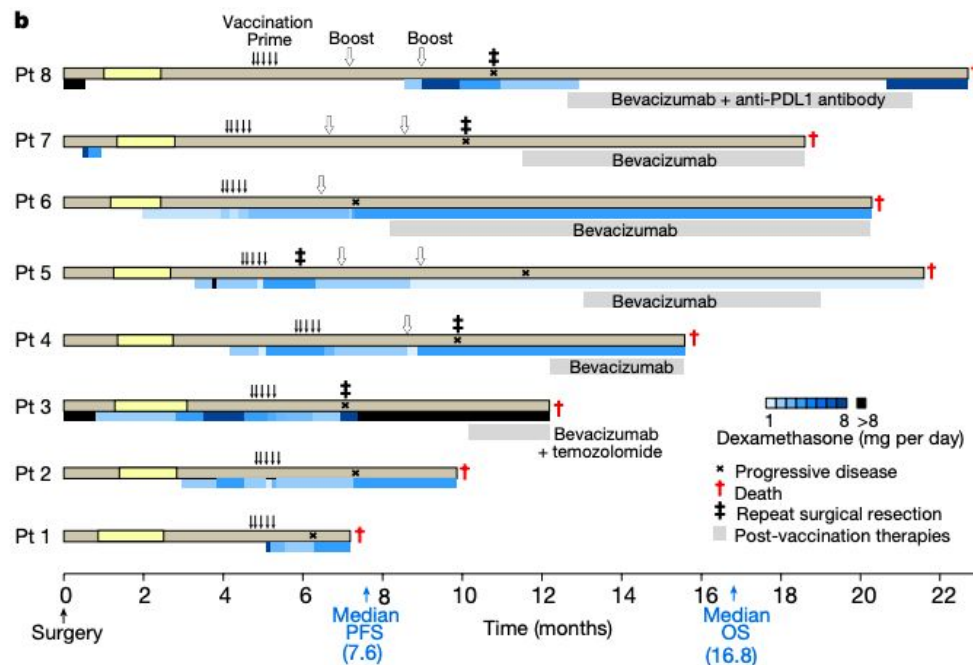 b
Vaccination
Prime
Boost
Boost
Pt 8
Bevacizumab + anti-PDL1 antibody
Pt 7
Bevacizumab
Pt 6
Bevacizumab
Pt 5
Bevacizumab
Pt 4
Bevacizumab
Pt 3
Bevacizumab
+ temozolomide
1 8 >8
Dexamethasone (mg per day)
× Progressive disease
† Death
‡ Repeat surgical resection
Post-vaccination therapies
Pt 2
Pt 1
0 2 4 6 8 10 12 14 16 18 20 22
Surgery
Median
PFS
(7.6)
Time (months)
Median
OS
(16.8)